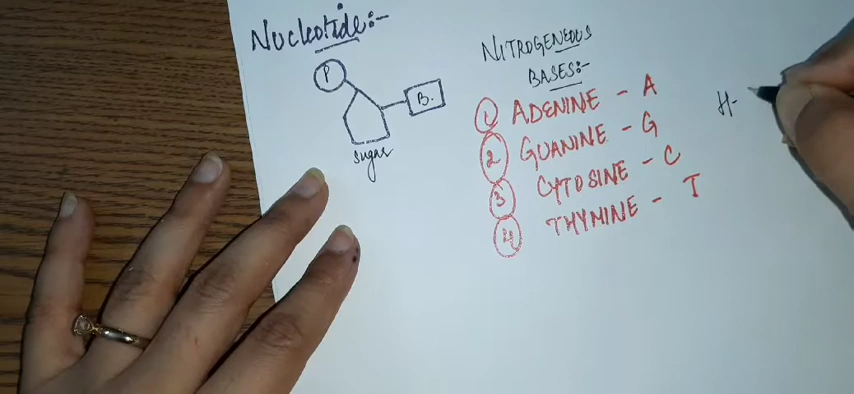 Nucleotide:-
P
B.
sugar
NITROGENEOUS
BASES:-
1 ADENINE - A
2 GUANINE - G
3 CYTOSINE - C
4 THYMINE - T
H-